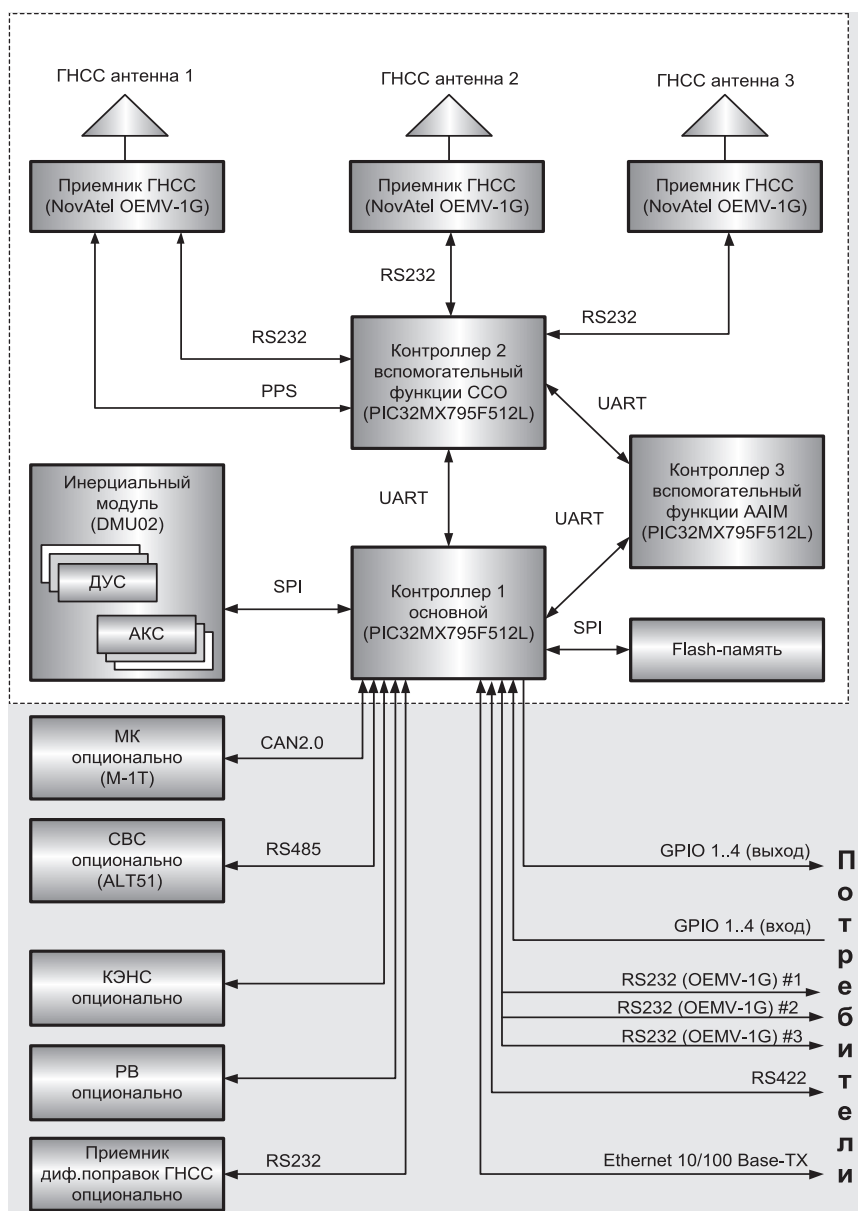 ГНСС антенна 1
ГНСС антенна 2
ГНСС антенна 3
Приемник ГНСС
(NovAtel OEMV-1G)
Приемник ГНСС
(NovAtel OEMV-1G)
Приемник ГНСС
(NovAtel OEMV-1G)
RS232
RS232
RS232
PPS
Контроллер 2
вспомогательный
функции ССО
(PIC32MX795F512L)
UART
Контроллер 3
вспомогательный
функции AAIM
(PIC32MX795F512L)
Инерциальный
модуль
(DMU02)
ДУС
АКС
UART
UART
SPI
Контроллер 1
основной
(PIC32MX795F512L)
SPI
Flash-память
МК
опционально
(М-1Т)
CAN2.0
СВС
опционально
(ALT51)
RS485
КЭНС
опционально
РВ
опционально
Приемник
диф.поправок ГНСС
опционально
RS232
GPIO 1..4 (выход)
GPIO 1..4 (вход)
RS232 (OEMV-1G) #1
RS232 (OEMV-1G) #2
RS232 (OEMV-1G) #3
RS422
Ethernet 10/100 Base-TX
Потребители